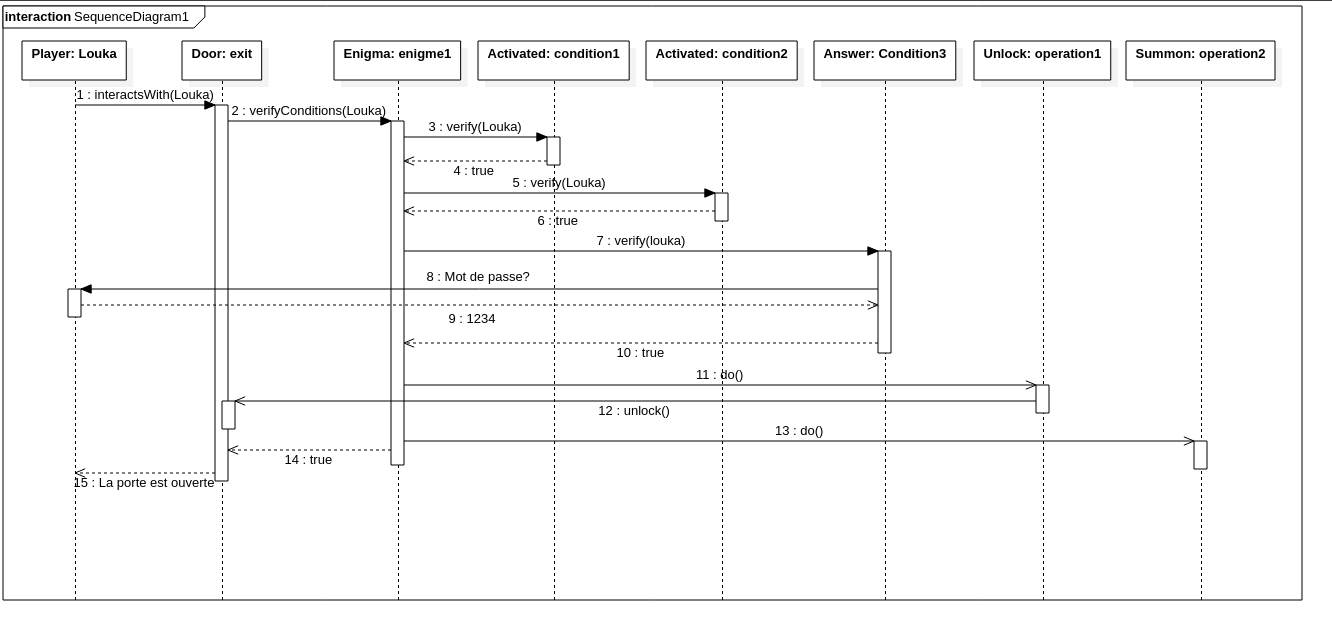 interaction SequenceDiagram1
Player: Louka
Door: exit
Enigma: enigme1
Activated: condition1
Activated: condition2
Answer: Condition3
Unlock: operation1
Summon: operation2
1 : interactsWith(Louka)
2 : verifyConditions(Louka)
3 : verify(Louka)
4 : true
5 : verify(Louka)
6 : true
7 : verify(louka)
8 : Mot de passe?
9 : 1234
10 : true
11 : do()
12 : unlock()
13 : do()
14 : true
15 : La porte est ouverte